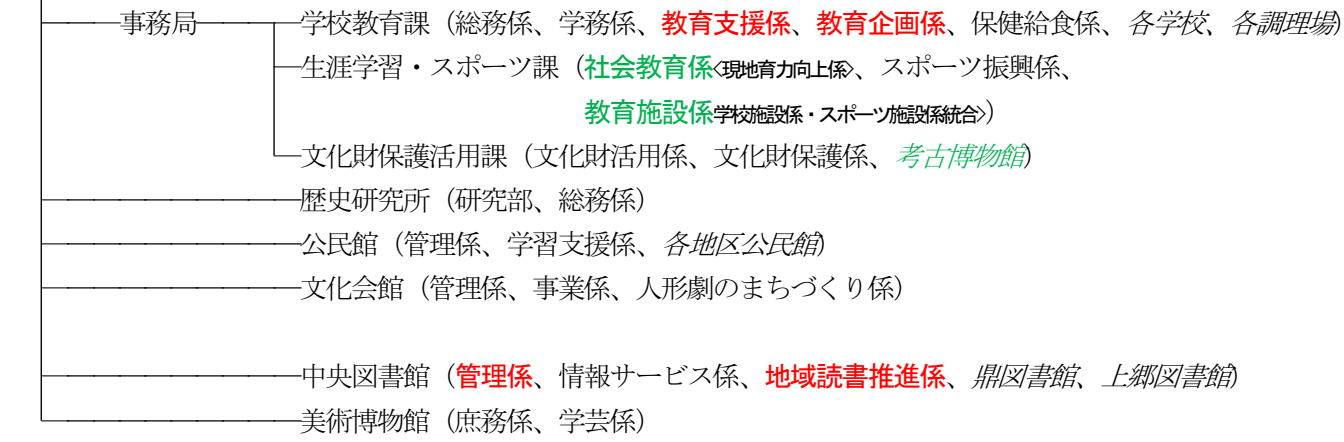 事務局 学校教育課（総務係、学務係、教育支援係、教育企画係、保健給食係、各学校、各調理場）
生涯学習・スポーツ課（社会教育係<現地育力向上係>、スポーツ振興係、
教育施設係学校施設係・スポーツ施設係統合>）
文化財保護活用課（文化財活用係、文化財保護係、考古博物館）
歴史研究所（研究部、総務係）
公民館（管理係、学習支援係、各地区公民館）
文化会館（管理係、事業係、人形劇のまちづくり係）
中央図書館（管理係、情報サービス係、地域読書推進係、鼎図書館、上郷図書館）
美術博物館（庶務係、学芸係）